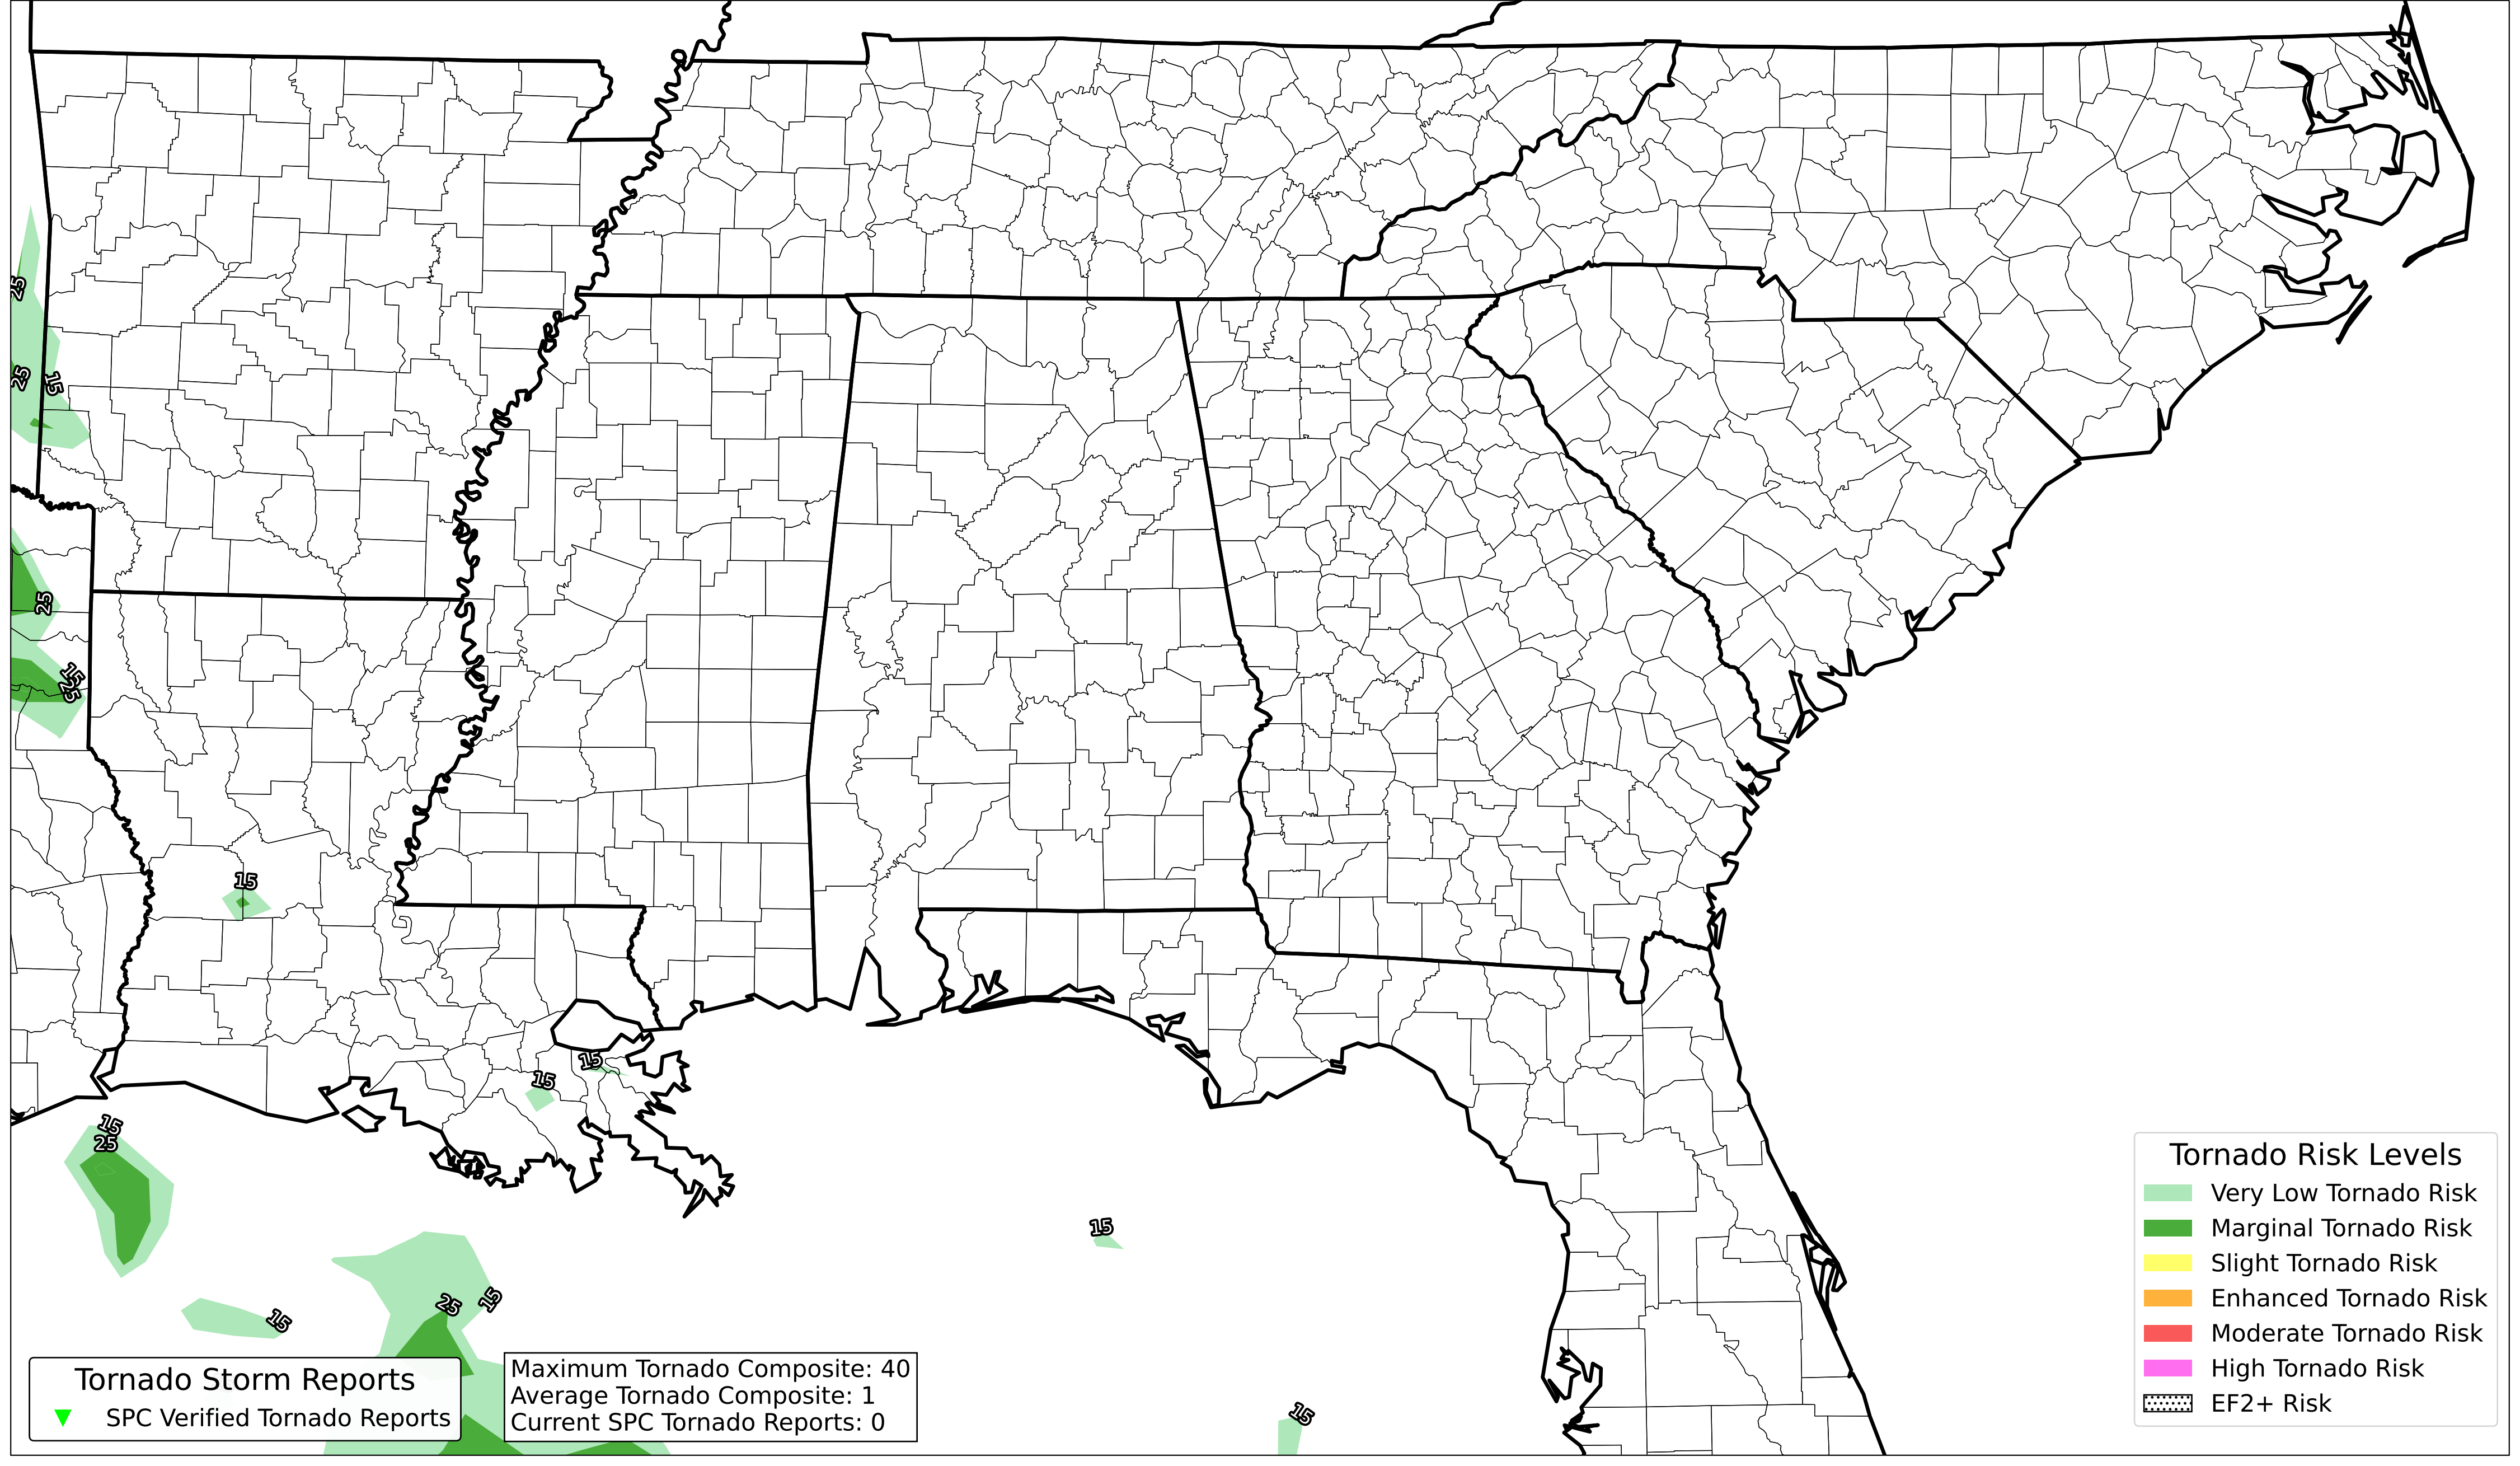 25
25
15
25
15
25
15
15
15
15
25
15
25
15
15
15
Tornado Risk Levels
Very Low Tornado Risk
Marginal Tornado Risk
Slight Tornado Risk
Enhanced Tornado Risk
Moderate Tornado Risk
High Tornado Risk
EF2+ Risk
Tornado Storm Reports
SPC Verified Tornado Reports
Maximum Tornado Composite: 40
Average Tornado Composite: 1
Current SPC Tornado Reports: 0